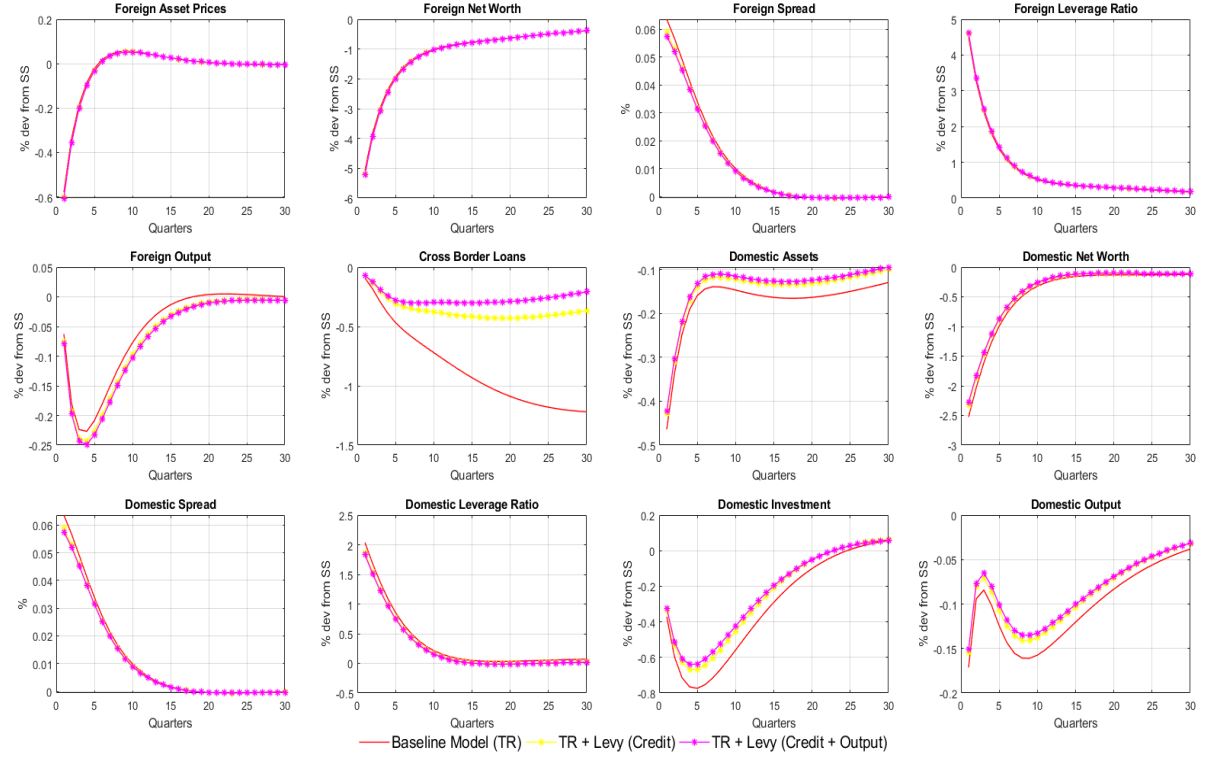 Foreign Asset Prices
% dev from SS
0.2
0
-0.2
-0.4
-0.6
0 5 10 15 20 25 30
Quarters
Foreign Net Worth
% dev from SS
0
-1
-2
-3
-4
-5
-6
0 5 10 15 20 25 30
Quarters
Foreign Spread
%
0.06
0.05
0.04
0.03
0.02
0.01
0
0 5 10 15 20 25 30
Quarters
Foreign Leverage Ratio
% dev from SS
5
4
3
2
1
0
0 5 10 15 20 25 30
Quarters
Foreign Output
% dev from SS
0.05
0
-0.05
-0.1
-0.15
-0.2
-0.25
0 5 10 15 20 25 30
Quarters
Cross Border Loans
% dev from SS
0
-0.5
-1
-1.5
0 5 10 15 20 25 30
Quarters
Domestic Assets
% dev from SS
-0.1
-0.2
-0.3
-0.4
-0.5
0 5 10 15 20 25 30
Quarters
Domestic Net Worth
% dev from SS
0
-0.5
-1
-1.5
-2
-2.5
-3
0 5 10 15 20 25 30
Quarters
Domestic Spread
%
0.06
0.05
0.04
0.03
0.02
0.01
0
0 5 10 15 20 25 30
Quarters
Domestic Leverage Ratio
% dev from SS
2.5
2
1.5
1
0.5
0
-0.5
0 5 10 15 20 25 30
Quarters
Domestic Investment
% dev from SS
0.2
0
-0.2
-0.4
-0.6
-0.8
0 5 10 15 20 25 30
Quarters
Domestic Output
% dev from SS
0
-0.05
-0.1
-0.15
-0.2
0 5 10 15 20 25 30
Quarters
Baseline Model (TR) TR + Levy (Credit) TR + Levy (Credit + Output)